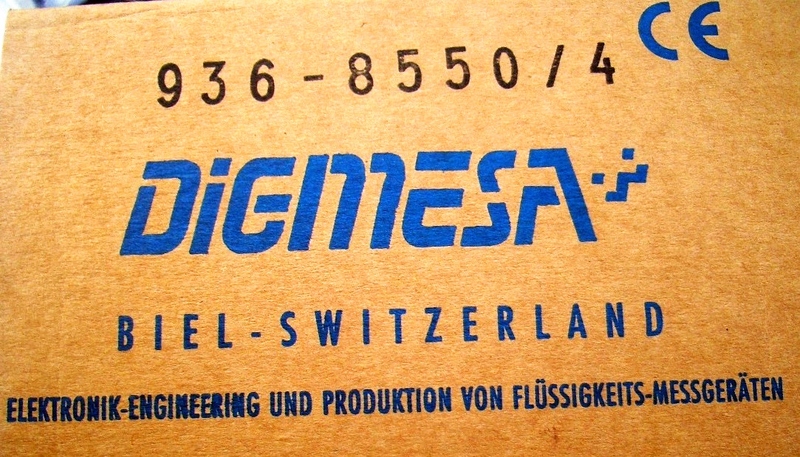 CE
936-8550/4
DIGMESA
BIEL-SWITZERLAND
ELEKTRONIK-ENGINEERING UND PRODUKTION VON FLÜSSIGKEITS-MESSGERÄTEN